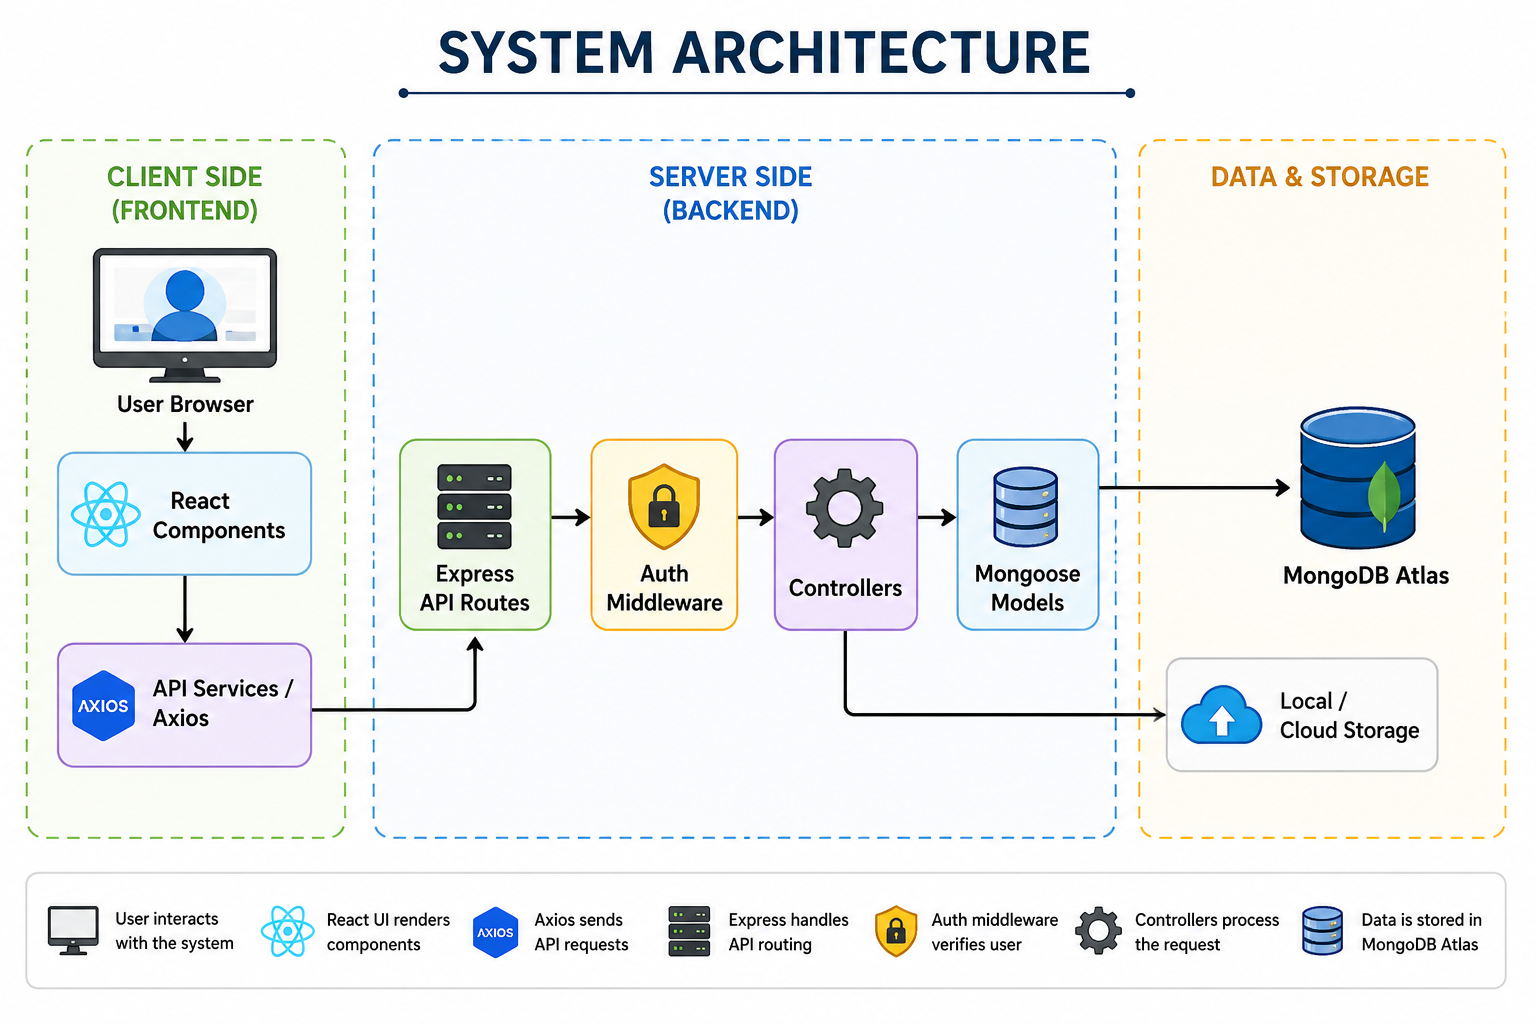 SYSTEM ARCHITECTURE
CLIENT SIDE
(FRONTEND)
User Browser
React
Components
AXIOS
API Services /
Axios
SERVER SIDE
(BACKEND)
Express
API Routes
Auth
Middleware
Controllers
Mongoose
Models
DATA & STORAGE
MongoDB Atlas
Local /
Cloud Storage
User interacts
with the system
React UI renders
components
AXIOS
Axios sends
API requests
Express handles
API routing
Auth middleware
verifies user
Controllers process
the request
Data is stored in
MongoDB Atlas